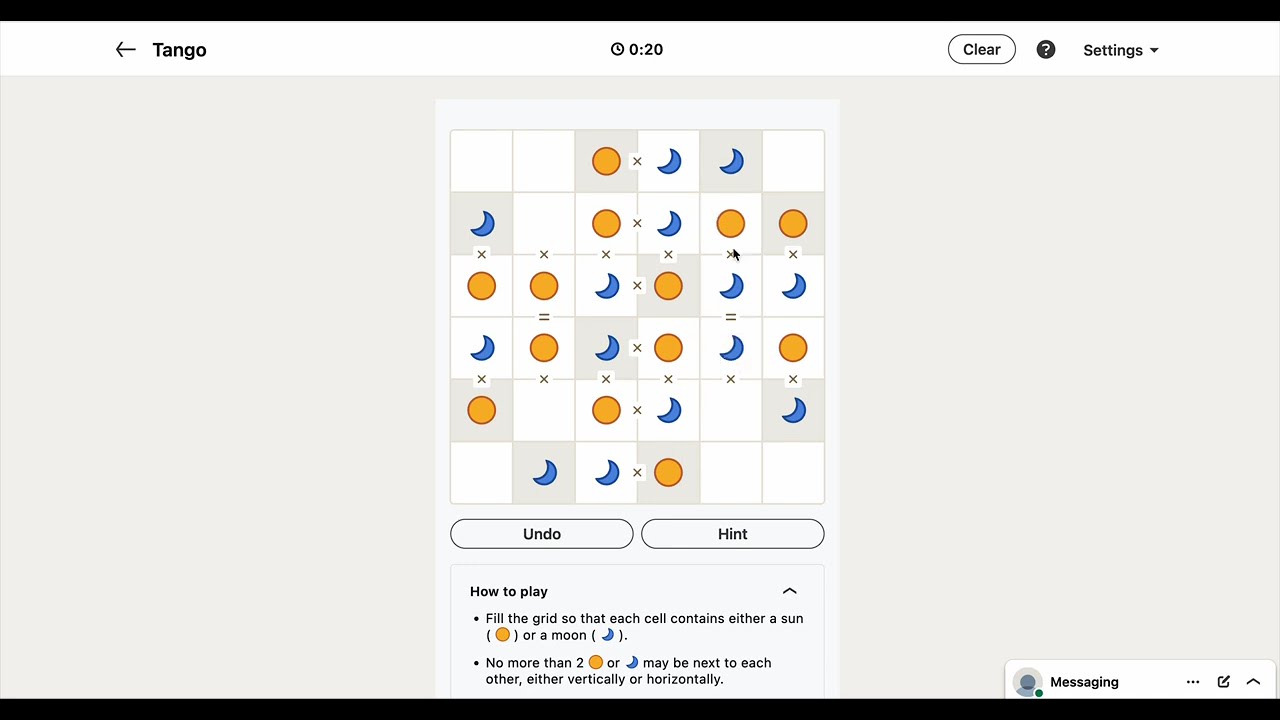 Tango
0:20
Clear
?
Settings
×
×
× × × × × ×
×
= =
×
× × × × × ×
×
×
Undo
Hint
How to play
• Fill the grid so that each cell contains either a sun
( ) or a moon ( ).
• No more than 2 or may be next to each
other, either vertically or horizontally.
Messaging